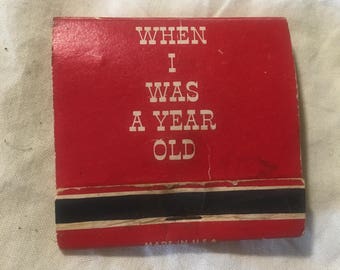 WHEN
I
WAS
A YEAR
OLD
MADE IN U.S.A.